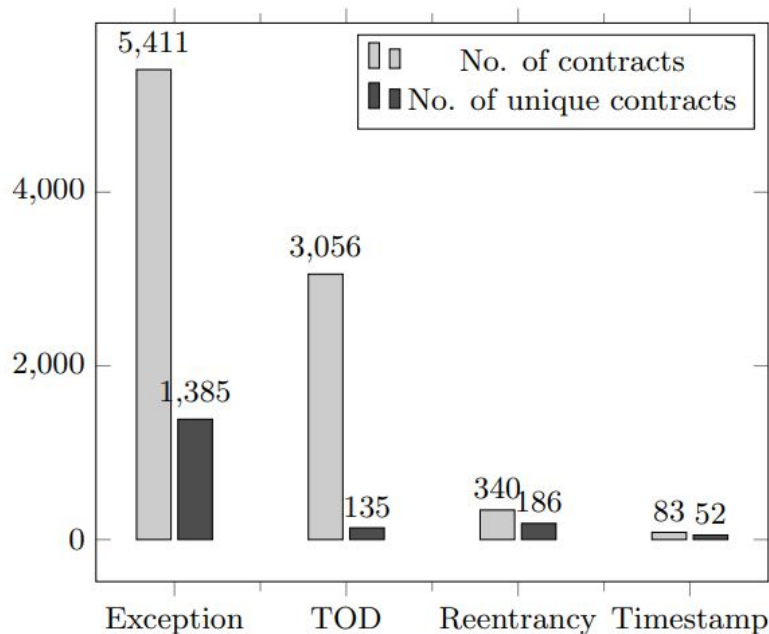 5,411
No. of contracts
No. of unique contracts
4,000
3,056
2,000
1,385
340
186
135
83
52
0
Exception
TOD
Reentrancy
Timestamp